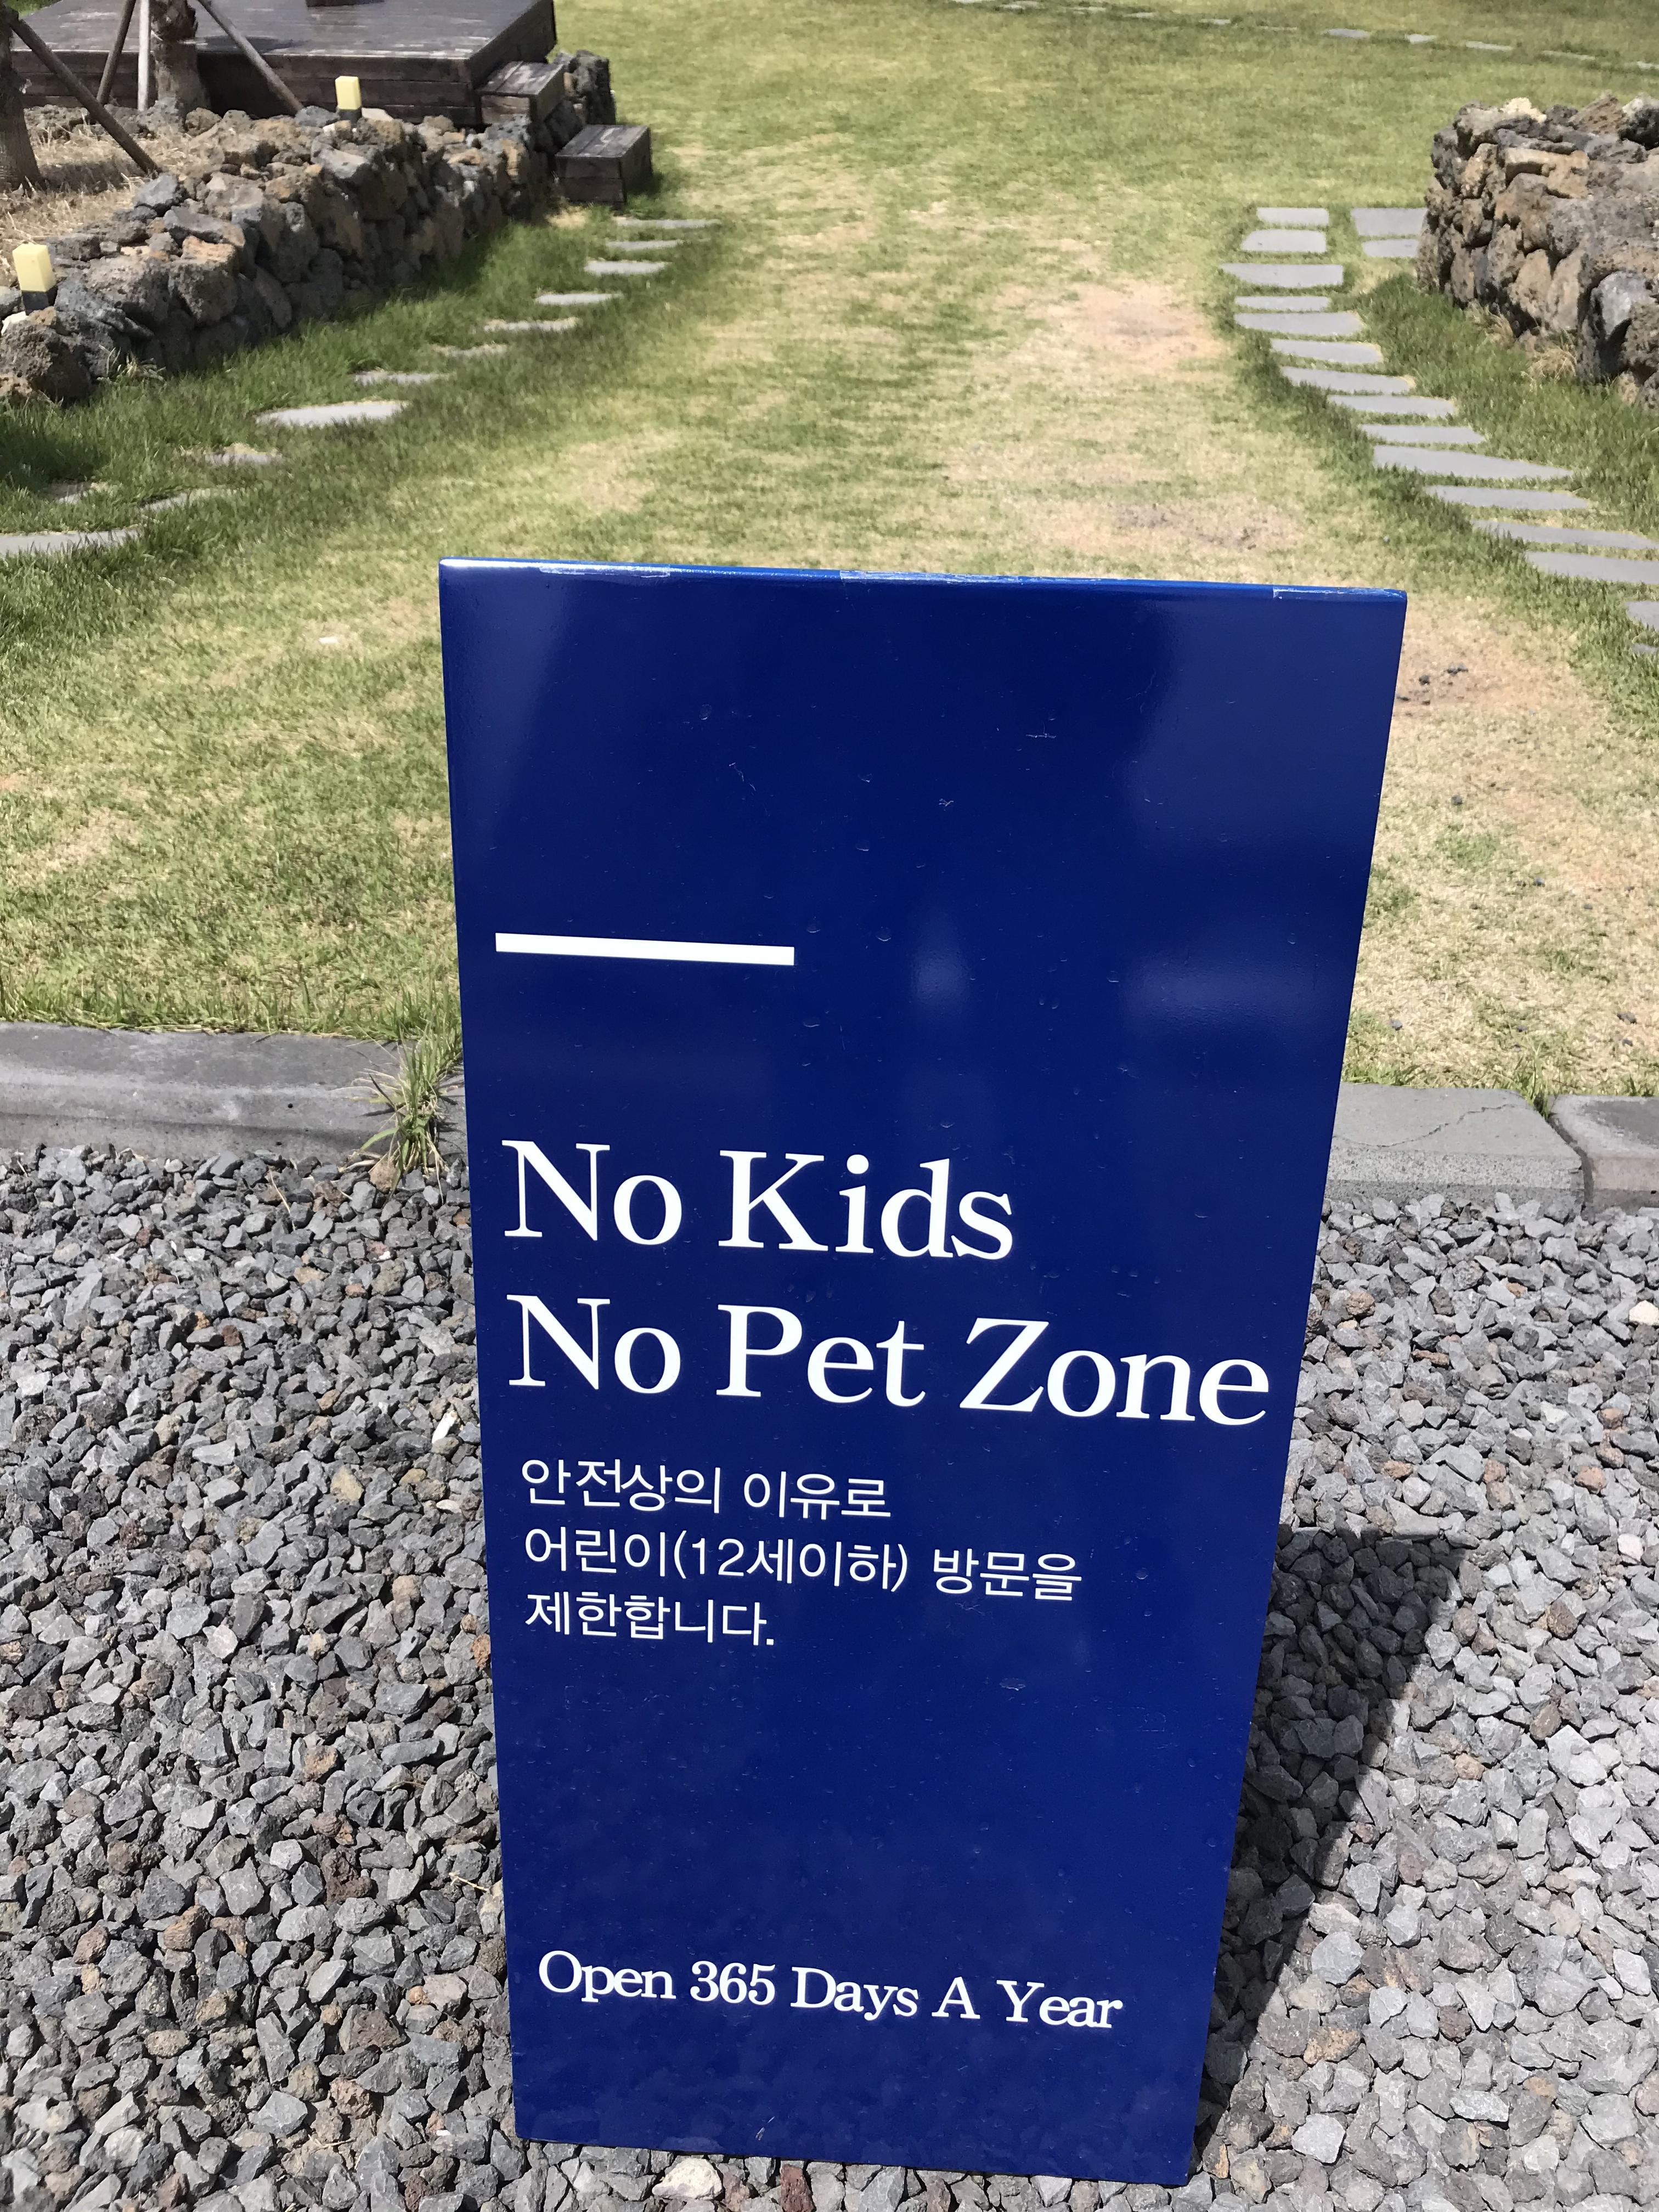 No Kids
No Pet Zone
안전상의 이유로
어린이(12세이하) 방문을
제한합니다.
Open 365 Days A Year